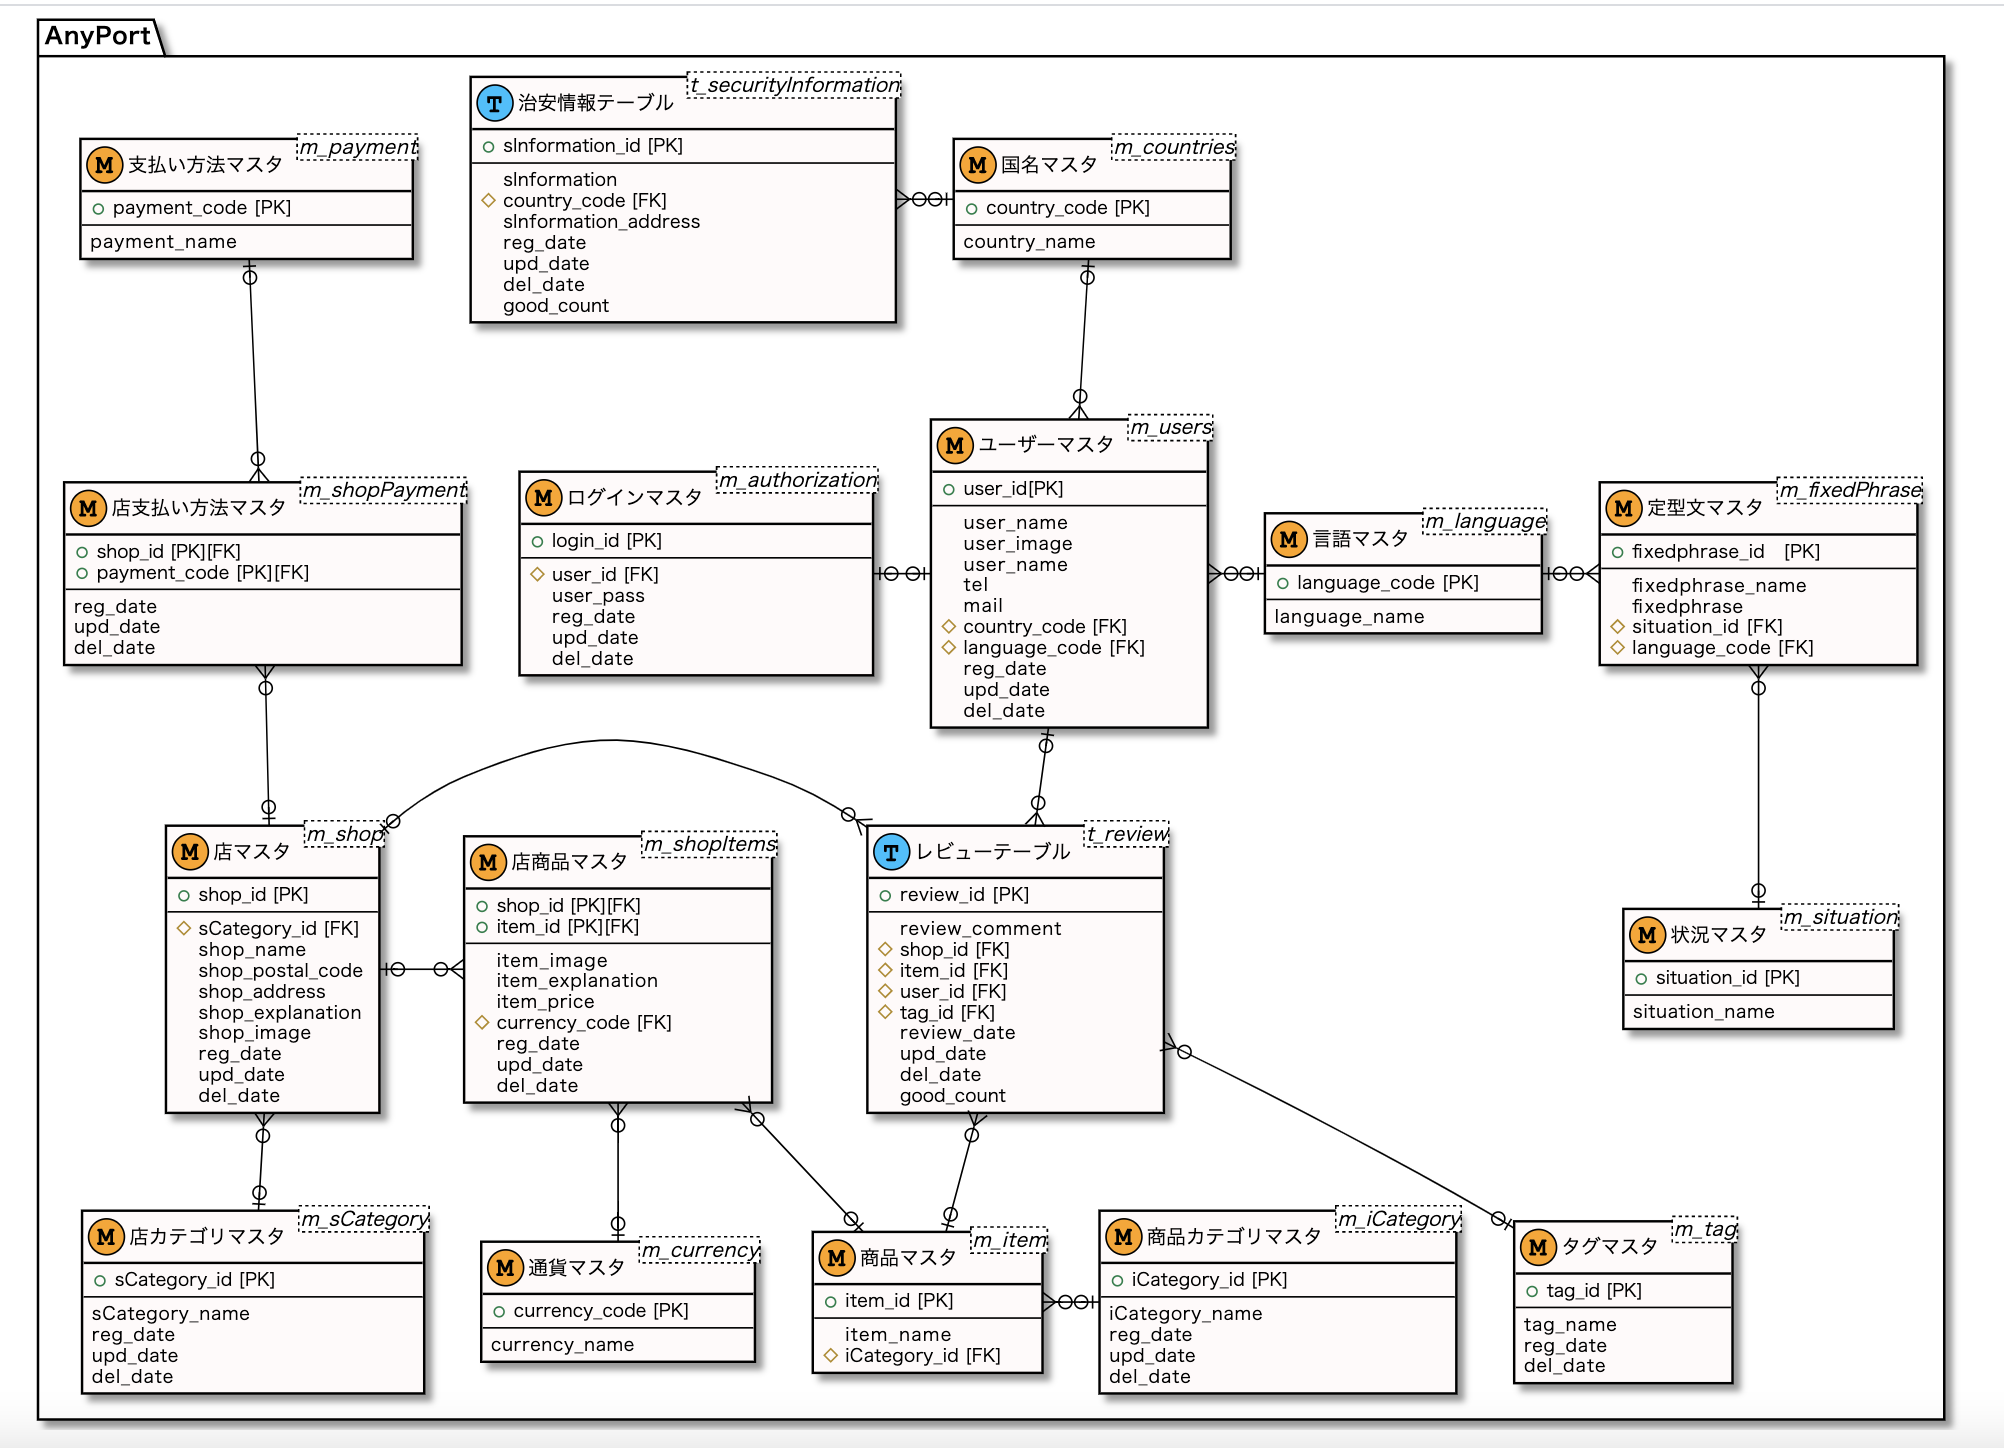 AnyPort
治安情報テーブル
t_securityInformation
sInformation_id [PK]
sInformation
country_code [FK]
sInformation_address
reg_date
upd_date
del_date
good_count
支払い方法マスタ
m_payment
payment_code [PK]
payment_name
国名マスタ
m_countries
country_code [PK]
country_name
ユーザーマスタ
m_users
user_id[PK]
user_name
user_image
user_name
tel
mail
country_code [FK]
language_code [FK]
reg_date
upd_date
del_date
ログインマスタ
m_authorization
login_id [PK]
user_id [FK]
user_pass
reg_date
upd_date
del_date
店支払い方法マスタ
m_shopPayment
shop_id [PK][FK]
payment_code [PK][FK]
reg_date
upd_date
del_date
言語マスタ
m_language
language_code [PK]
language_name
定型文マスタ
m_fixedPhrase
fixedphrase_id [PK]
fixedphrase_name
fixedphrase
situation_id [FK]
language_code [FK]
店マスタ
m_shop
shop_id [PK]
sCategory_id [FK]
shop_name
shop_postal_code
shop_address
shop_explanation
shop_image
reg_date
upd_date
del_date
店商品マスタ
m_shopItems
shop_id [PK][FK]
item_id [PK][FK]
item_image
item_explanation
item_price
currency_code [FK]
reg_date
upd_date
del_date
レビューテーブル
t_review
review_id [PK]
review_comment
shop_id [FK]
item_id [FK]
user_id [FK]
tag_id [FK]
review_date
upd_date
del_date
good_count
状況マスタ
m_situation
situation_id [PK]
situation_name
店カテゴリマスタ
m_sCategory
sCategory_id [PK]
sCategory_name
reg_date
upd_date
del_date
通貨マスタ
m_currency
currency_code [PK]
currency_name
商品マスタ
m_item
item_id [PK]
item_name
iCategory_id [FK]
商品カテゴリマスタ
m_iCategory
iCategory_id [PK]
iCategory_name
reg_date
upd_date
del_date
タグマスタ
m_tag
tag_id [PK]
tag_name
reg_date
del_date